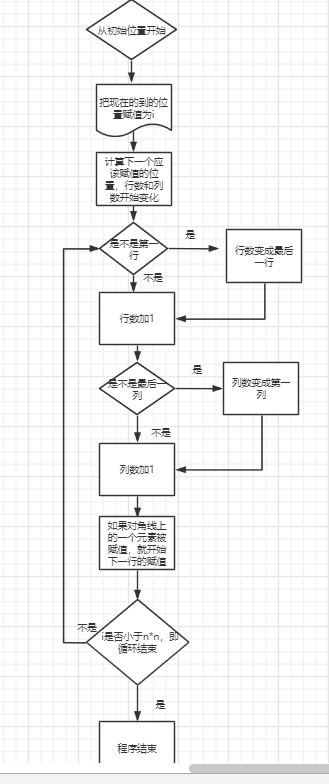 从初始位置开始
把现在的到的位
置赋值为i
计算下一个应
该赋值的位
置，行数和列
数开始变化
是不是第一
行
是
行数变成最后
一行
不是
行数加1
是不是最后一
列
是
列数变成第一
列
不是
列数加1
如果对角线上
的一个元素被
赋值，就开始
下一行的赋值
不是
i是否小于n*n，即
循环结束
是
程序结束